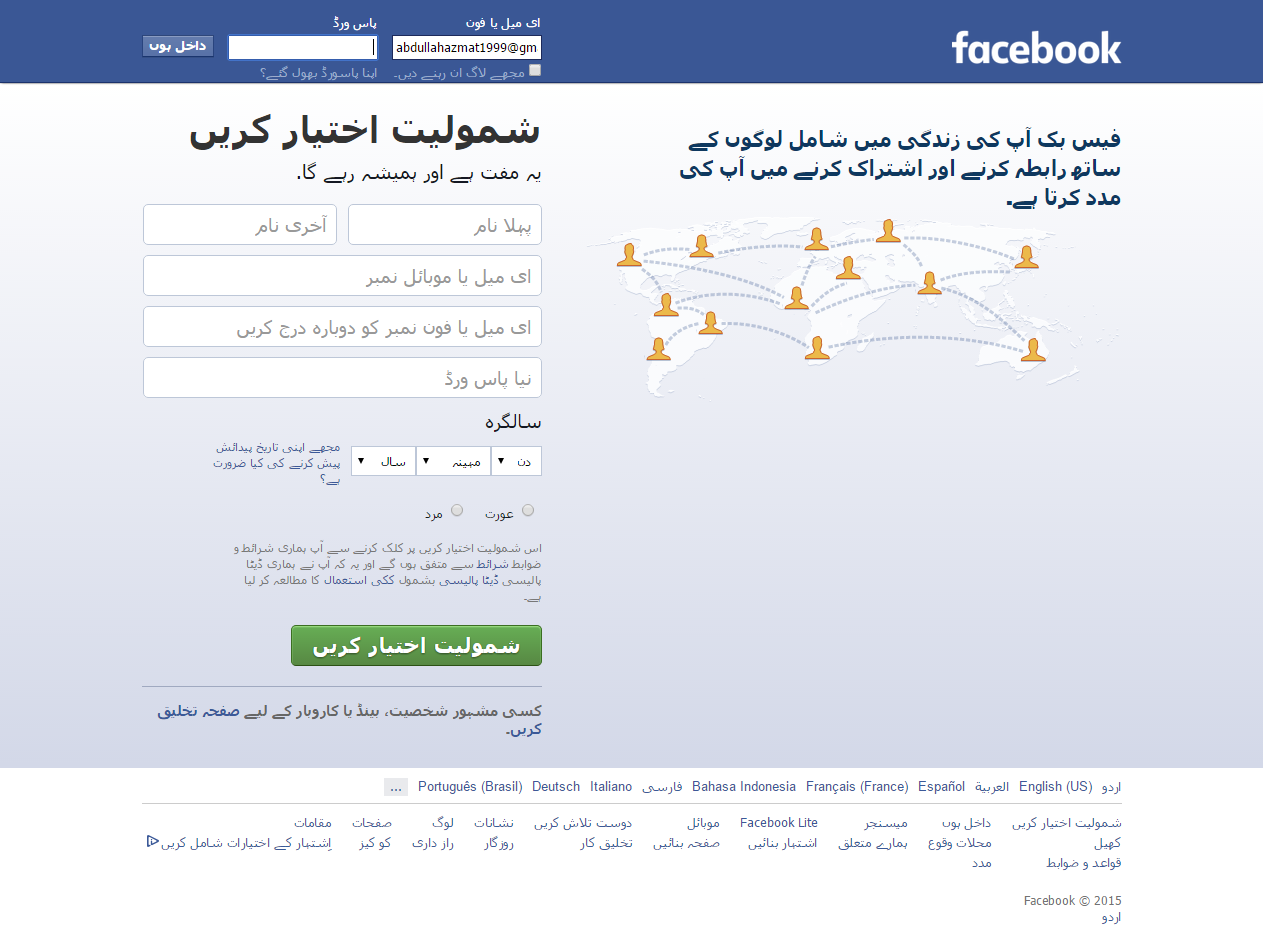 facebook
ای میل یا فون
پاس ورڈ
abdullahazmat1999@gm
داخل ہوں
مجھے لاگ ان رہنے دیں۔
اپنا پاسورڈ بھول گئے؟
فیس بک آپ کی زندگی میں شامل لوگوں کے
ساتھ رابطہ کرنے اور اشتراک کرنے میں آپ کی
مدد کرتا ہے۔
شمولیت اختیار کریں
یہ مفت ہے اور ہمیشہ رہے گا.
پہلا نام
آخری نام
ای میل یا موبائل نمبر
ای میل یا فون نمبر کو دوبارہ درج کریں
نیا پاس ورڈ
سالگرہ
دن
مہینہ
سال
مجھے اپنی تاریخ پیدائش
پیش کرنے کی کیا ضرورت
ہے؟
عورت
مرد
اس شمولیت اختیار کریں پر کلک کرنے سے آپ ہماری شرائط و
ضوابط شرائط سے متفق ہوں گے اور یہ کہ آپ نے ہماری ڈیٹا
پالیسی ڈیٹا پالیسی بشمول ککی استعمال کا مطالعہ کر لیا
ہے۔
شمولیت اختیار کریں
کسی مشہور شخصیت، بینڈ یا کاروبار کے لیے صفحہ تخلیق
کریں۔
اردو English (US) العربية Español Français (France) Bahasa Indonesia فارسی Italiano Deutsch Português (Brasil) ...
شمولیت اختیار کریں داخل ہوں میسنجر Facebook Lite موبائل دوست تلاش کریں نشانات لوگ صفحات مقامات
کھیل محلات وقوع ہمارے متعلق اشتہار بنائیں صفحہ بنائیں تخلیق کار روزگار راز داری کو کیز اِشتہار کے اختیارات شامل کریں
قواعد و ضوابط مدد
Facebook © 2015
اردو